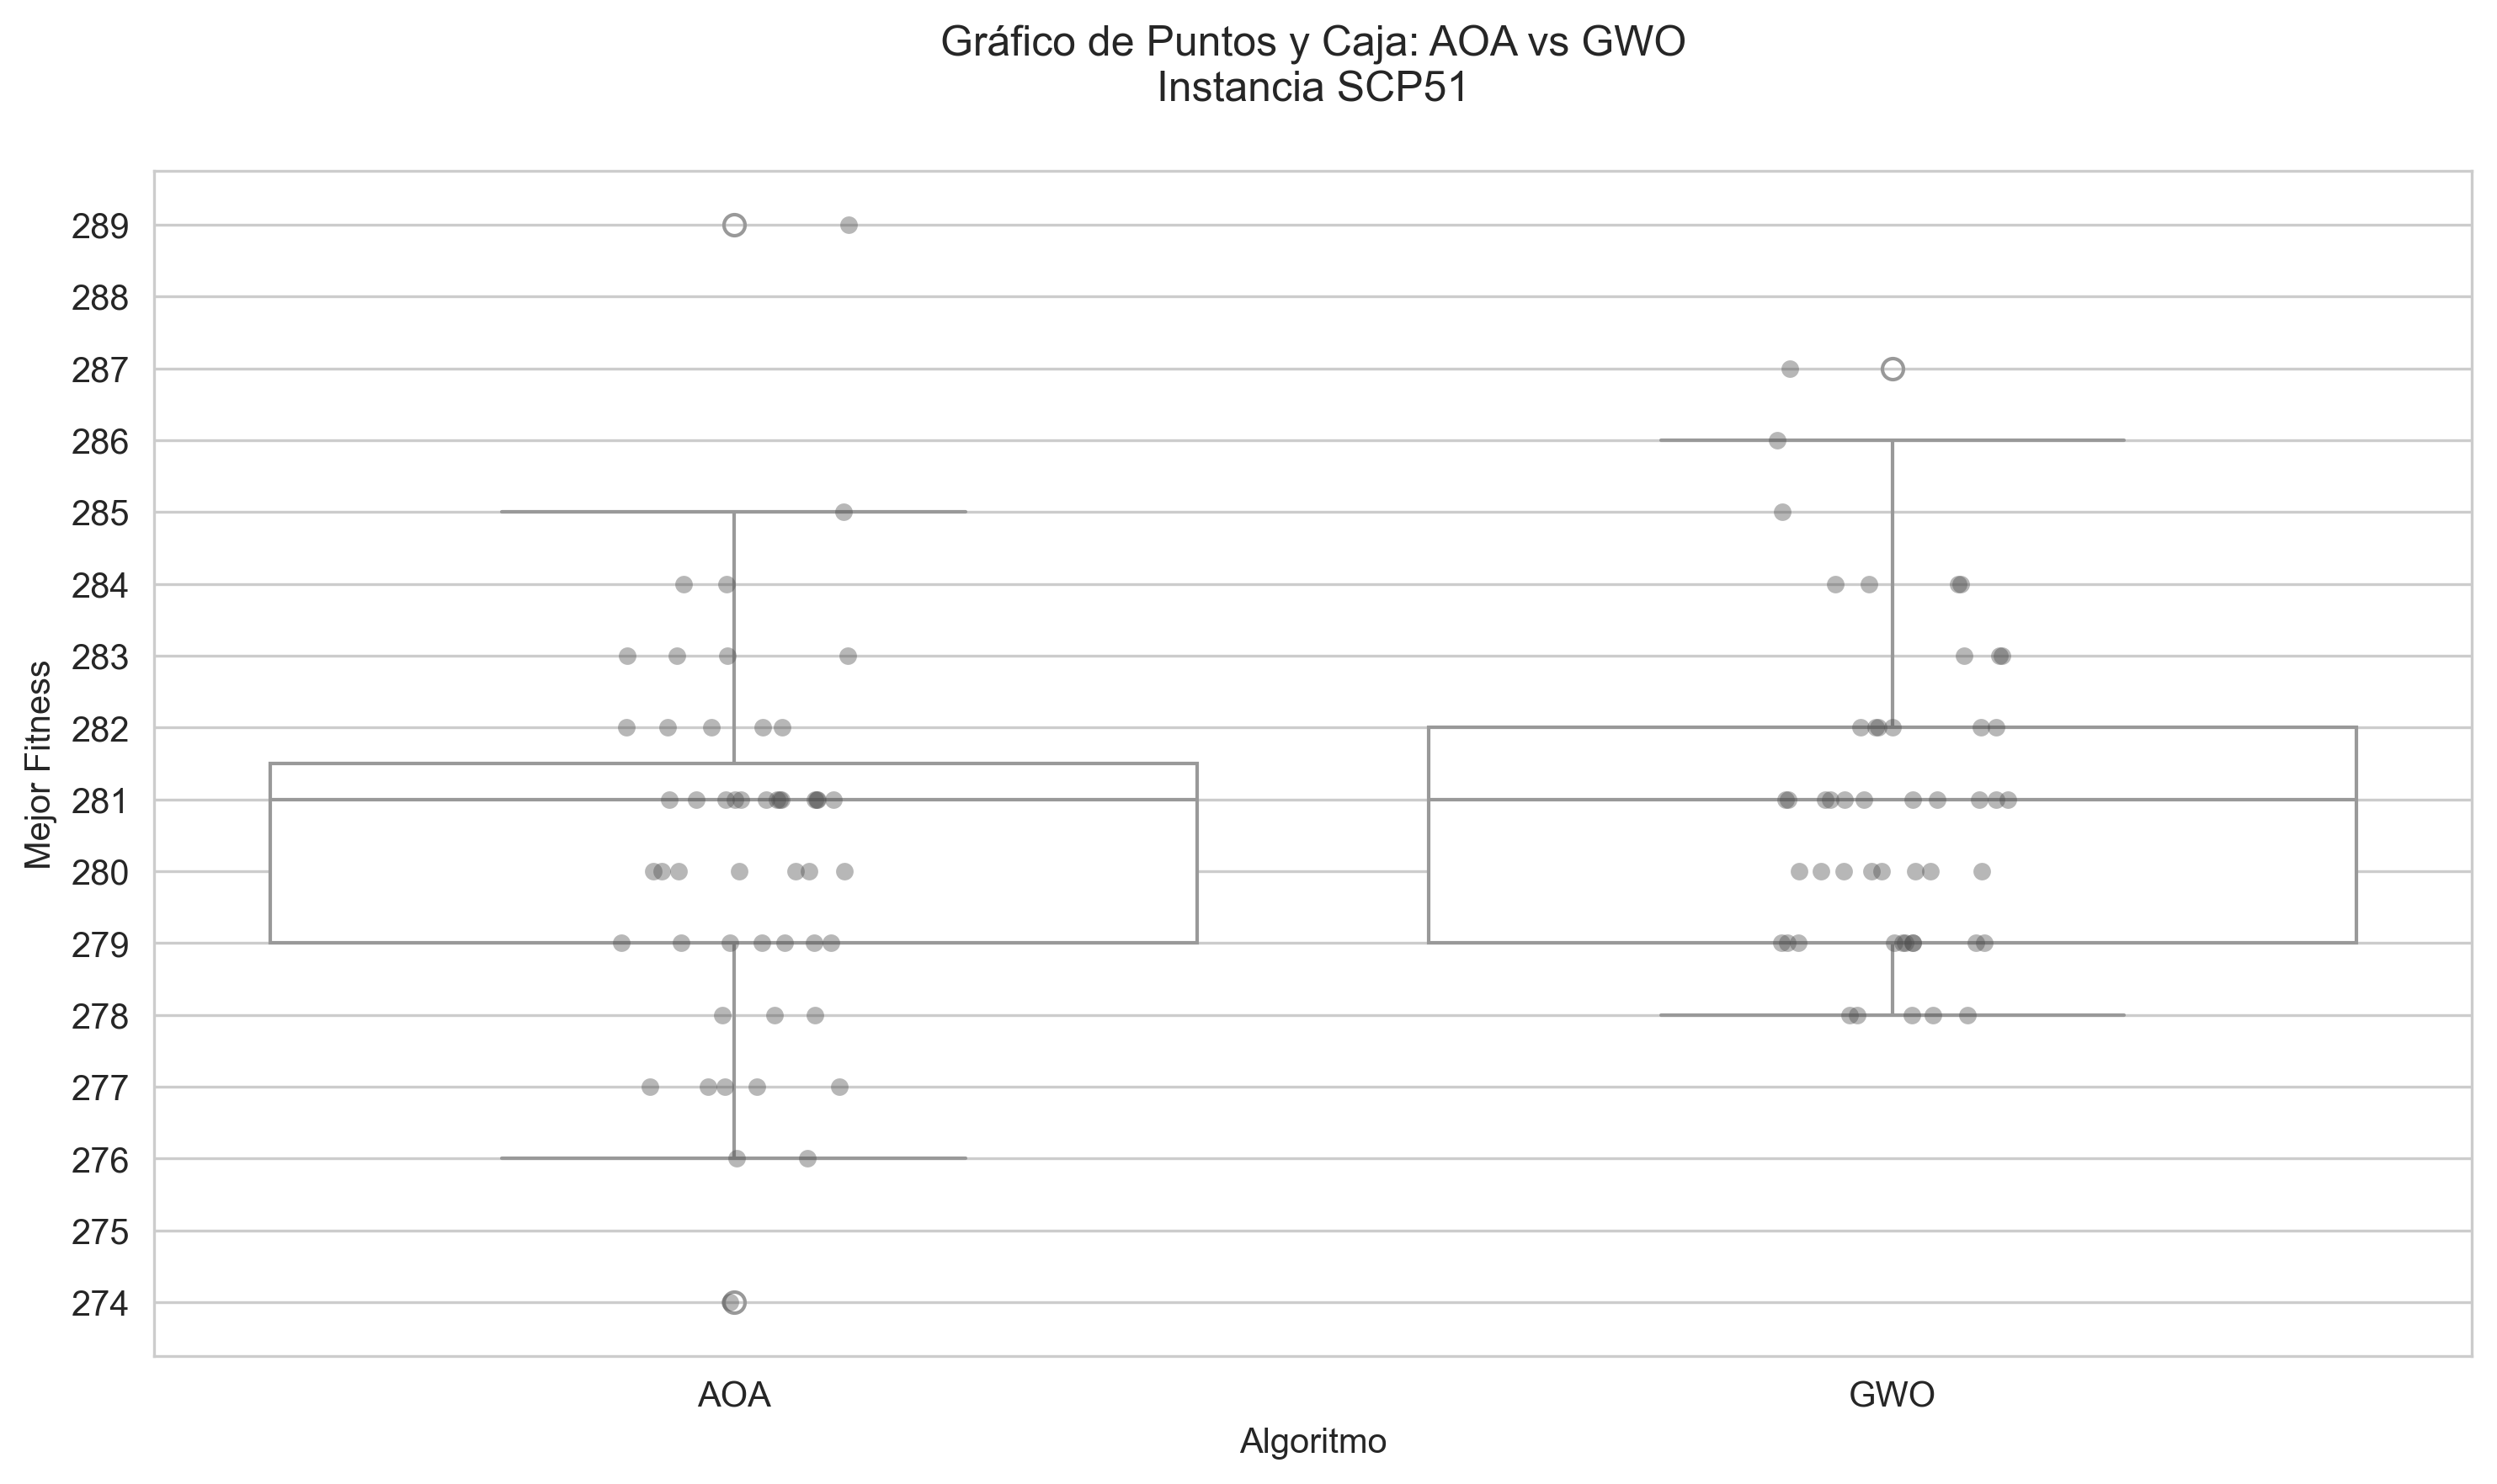 Gráfico de Puntos y Caja: AOA vs GWO
Instancia SCP51
Mejor Fitness
289
288
287
286
285
284
283
282
281
280
279
278
277
276
275
274
AOA
GWO
Algoritmo